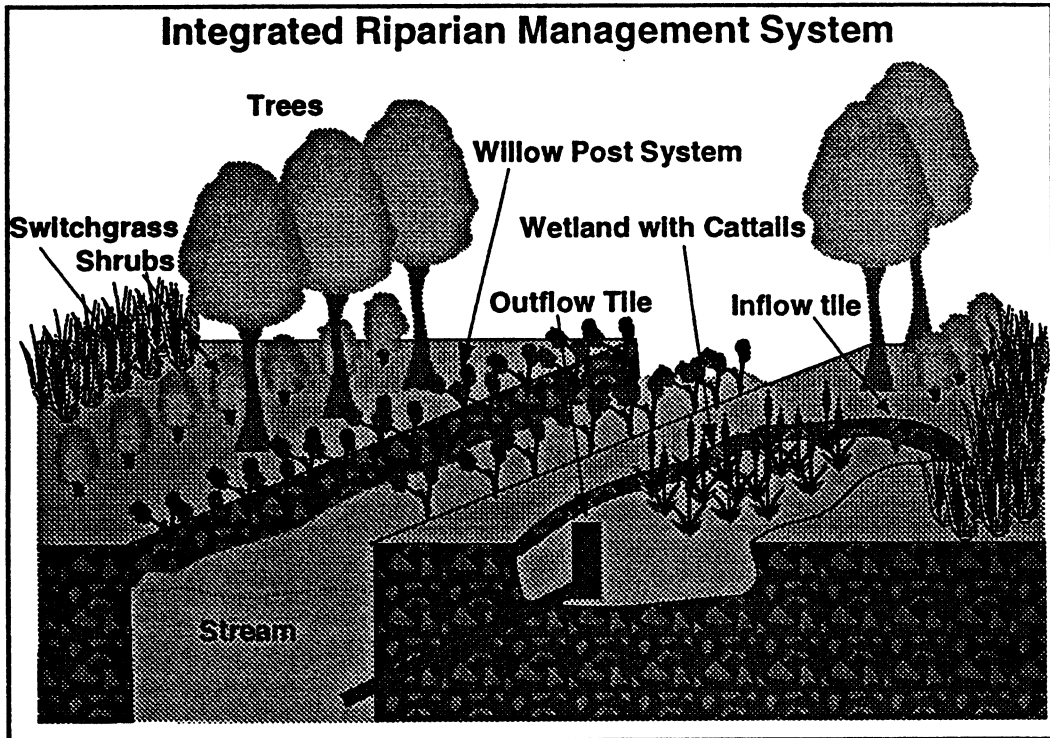 Integrated Riparian Management System
Trees
Willow Post System
Switchgrass
Shrubs
Wetland with Cattails
Outflow Tile
Inflow tile
Stream